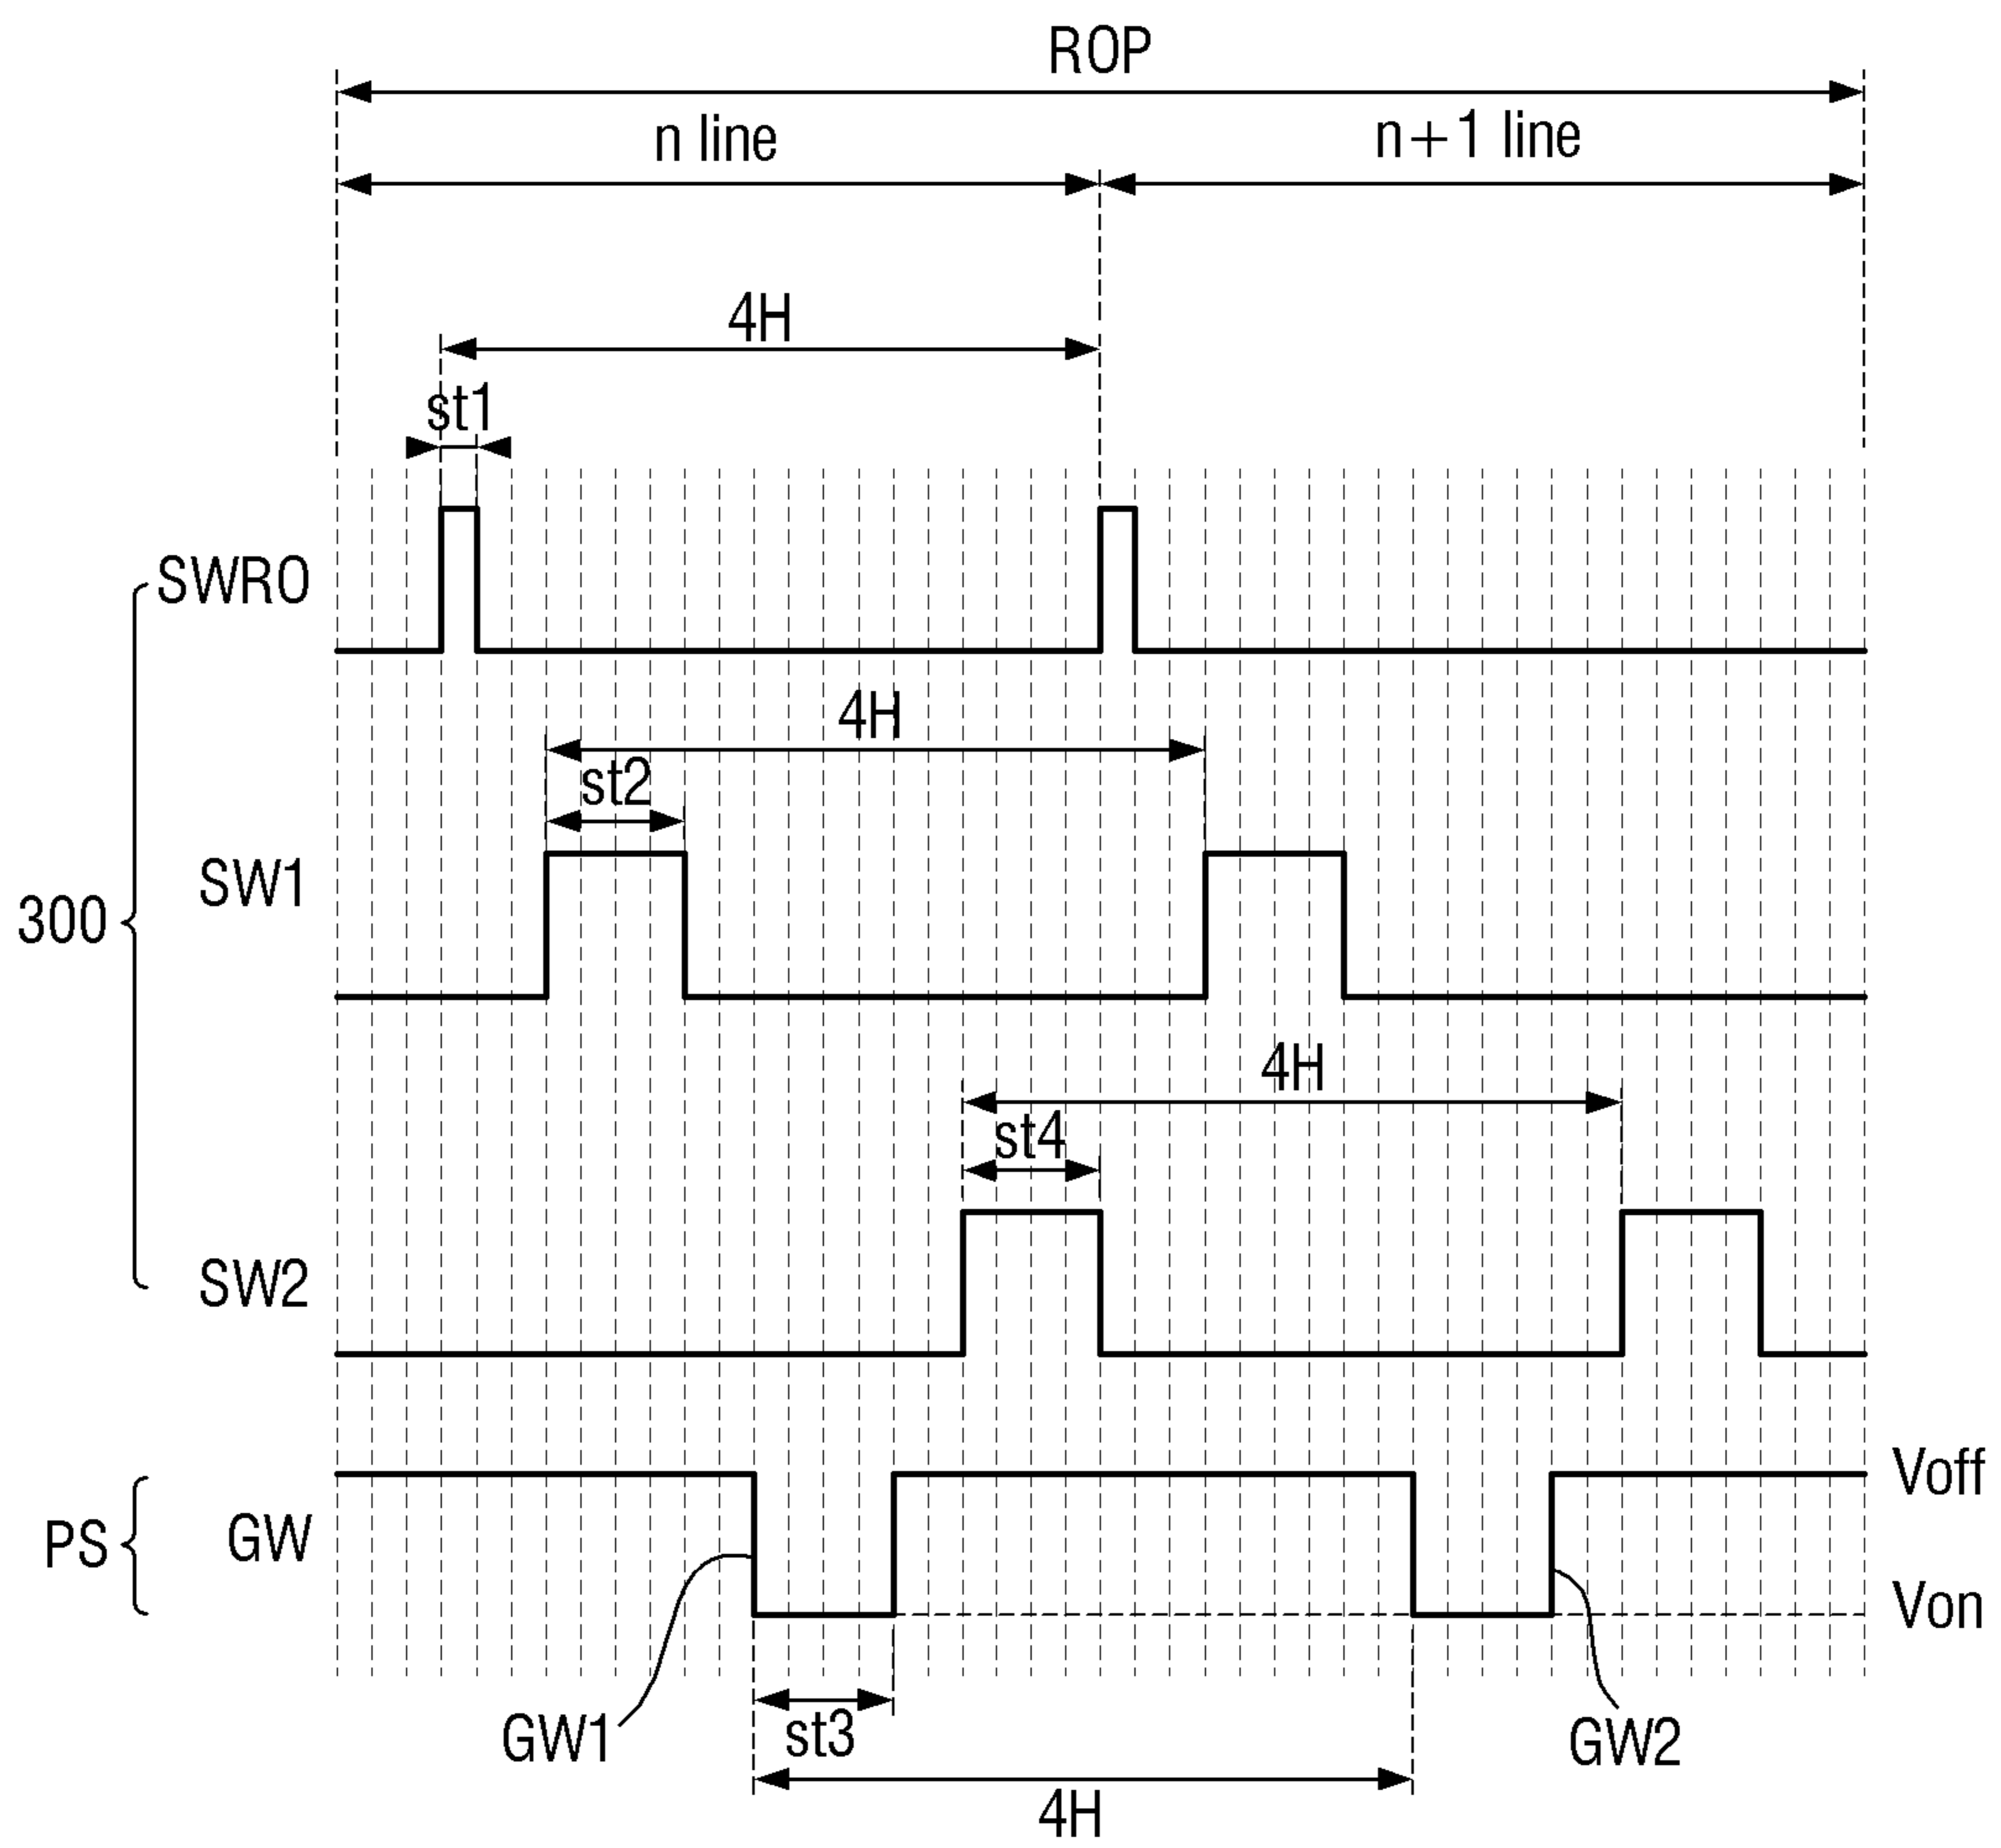 ROP
n line
n+1 line
4H
st1
SWRO
4H
st2
SW1
300
4H
st4
SW2
Voff
PS
GW
Von
GW1
st3
GW2
4H